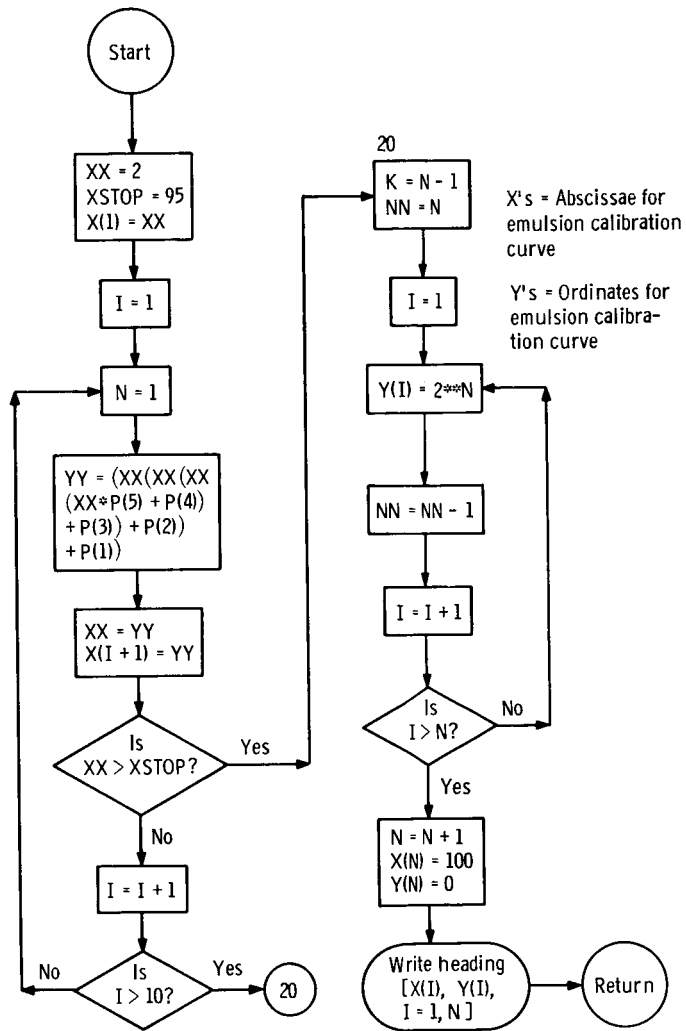 Start
XX = 2
XSTOP = 95
X(1) = XX
I = 1
N = 1
YY = (XX(XX(XX
(XX*P(5) + P(4))
+ P(3)) + P(2))
+ P(1))
XX = YY
X(I + 1) = YY
Is
XX > XSTOP?
Yes
No
I = I + 1
Is
I > 10?
No
Yes
20
20
K = N - 1
NN = N
I = 1
Y(I) = 2**N
NN = NN - 1
I = I + 1
Is
I > N?
No
Yes
N = N + 1
X(N) = 100
Y(N) = 0
Write heading
[X(I), Y(I),
I = 1, N]
Return
X's = Abscissae for
emulsion calibration
curve
Y's = Ordinates for
emulsion calibra-
tion curve